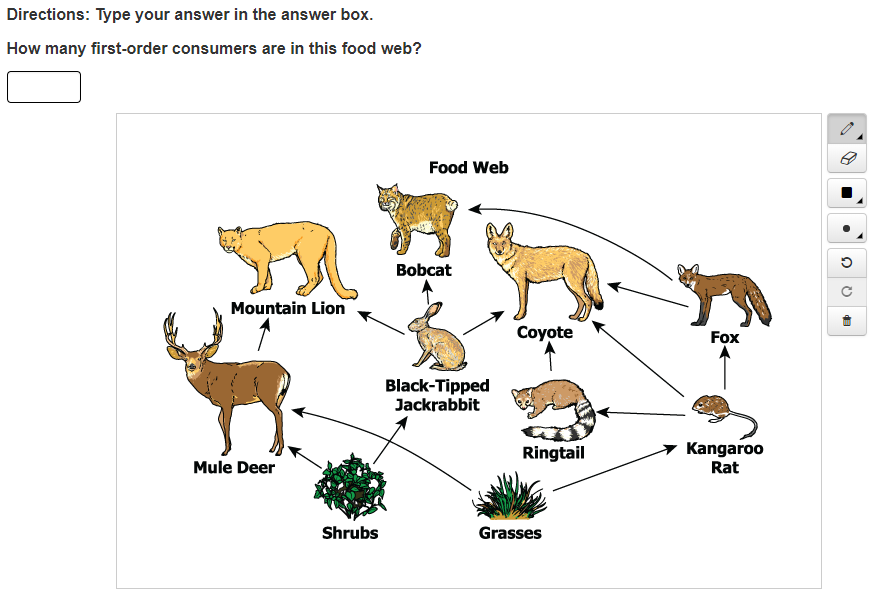 Directions: Type your answer in the answer box.
How many first-order consumers are in this food web?
Food Web
Bobcat
Mountain Lion
Coyote
Fox
Black-Tipped
Jackrabbit
Ringtail
Kangaroo
Rat
Mule Deer
Shrubs
Grasses